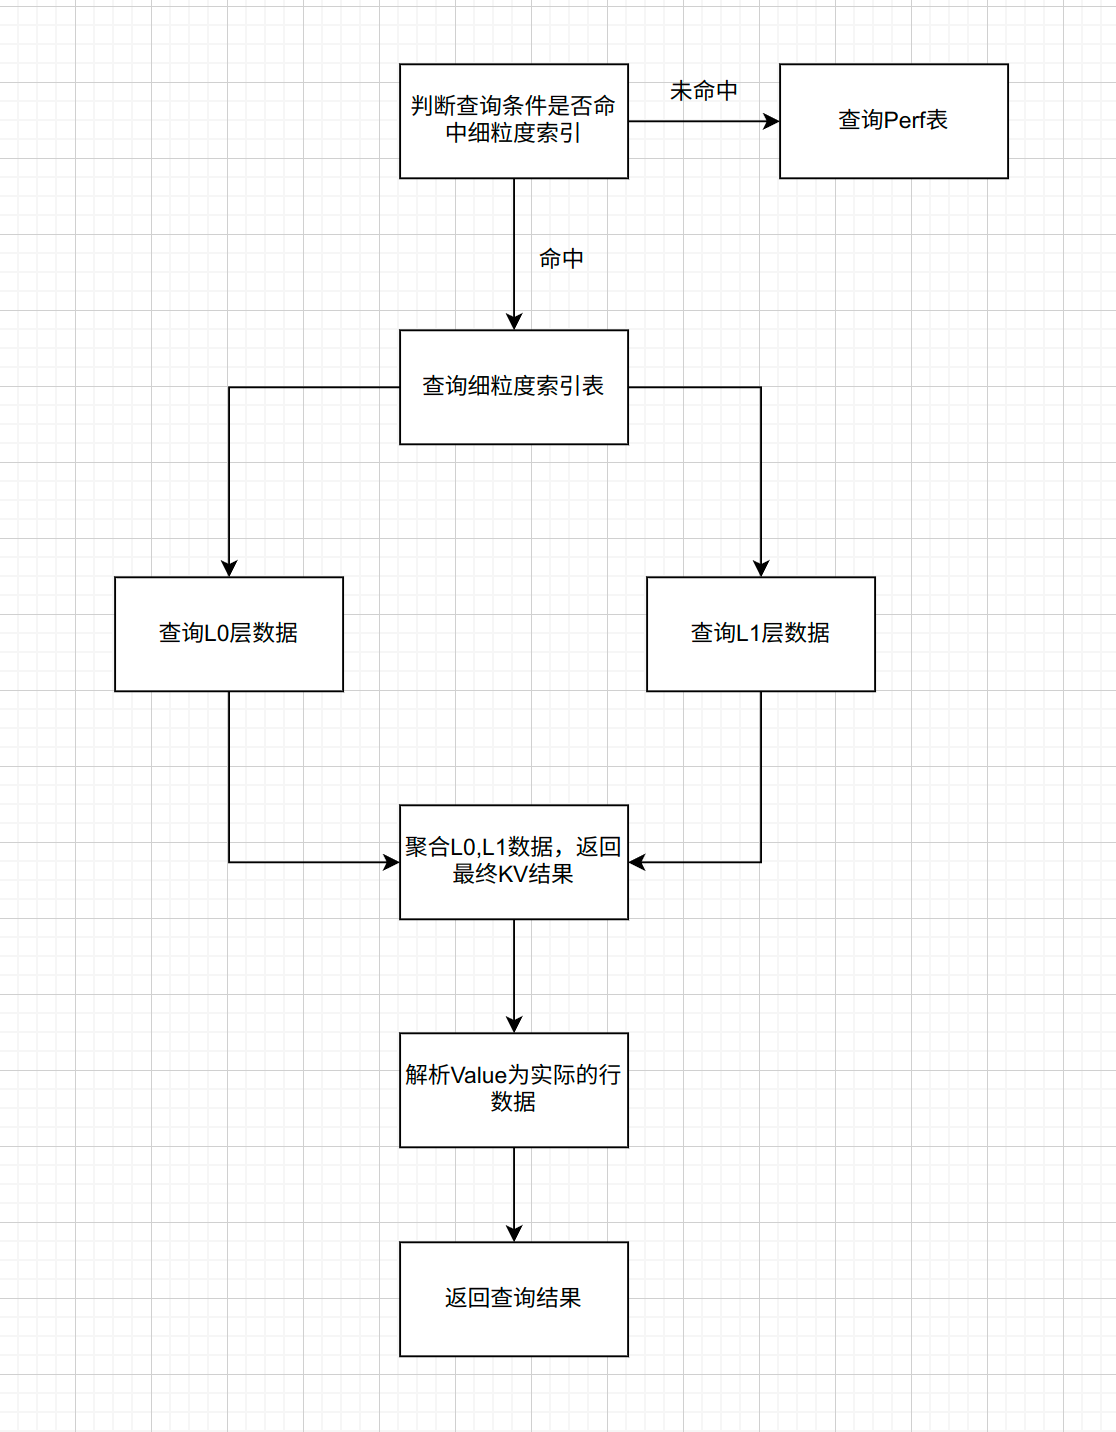 判断查询条件是否命
中细粒度索引
未命中
查询Perf表
命中
查询细粒度索引表
查询L0层数据
查询L1层数据
聚合L0,L1数据，返回
最终KV结果
解析Value为实际的行
数据
返回查询结果